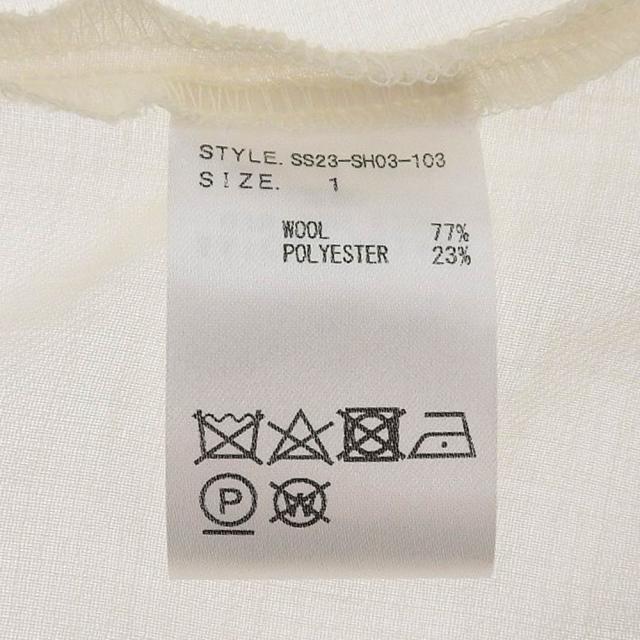 STYLE. SS23-SH03-103
SIZE. 1
WOOL 77%
POLYESTER 23%
P W